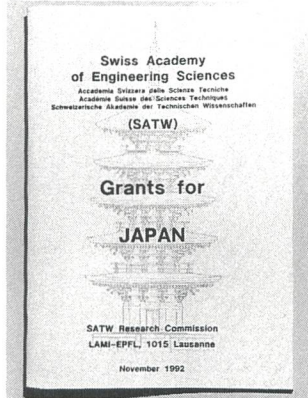 Swiss Academy
of Engineering Sciences
Accademia Svizzera delle Scienze Tecniche
Académie Suisse des Sciences Techniques
Schweizerische Akademie der Technischen Wissenschaften
(SATW)
Grants for
JAPAN
SATW Research Commission
LAMI-EPFL, 1015 Lausanne
November 1992